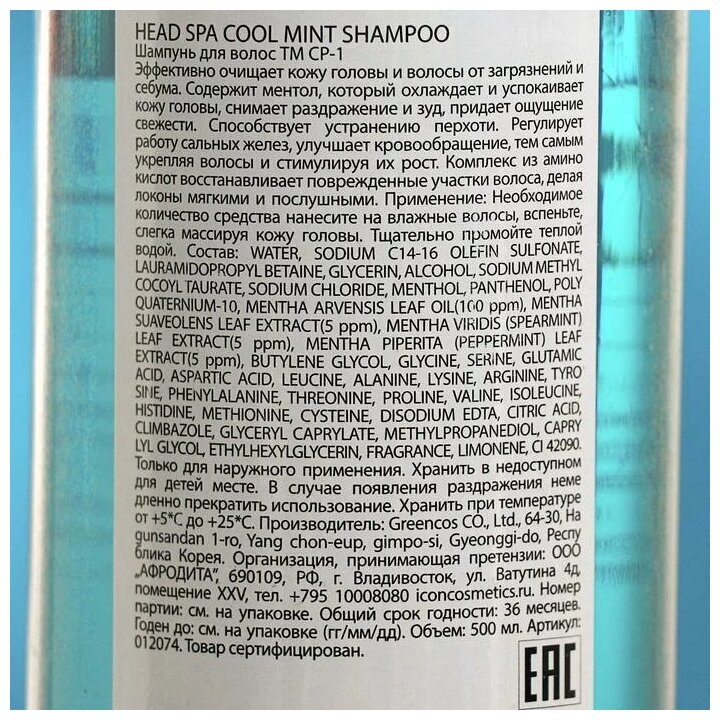 HEAD SPA COOL MINT SHAMPOO
Шампунь для волос ТМ CP-1
Эффективно очищает кожу головы и волосы от загрязнений и
себума. Содержит ментол, который охлаждает и успокаивает
кожу головы, снимает раздражение и зуд, придает ощущение
свежести. Способствует устранению перхоти. Регулирует
работу сальных желез, улучшает кровообращение, тем самым
укрепляя волосы и стимулируя их рост. Комплекс из амино
кислот восстанавливает поврежденные участки волоса, делая
локоны мягкими и послушными. Применение: Необходимое
количество средства нанесите на влажные волосы, вспеньте,
слегка массируя кожу головы. Тщательно промойте теплой
водой. Состав: WATER, SODIUM C14-16 OLEFIN SULFONATE,
LAURAMIDOPROPYL BETAINE, GLYCERIN, ALCOHOL, SODIUM METHYL
COCOYL TAURATE, SODIUM CHLORIDE, MENTHOL, PANTHENOL, POLY
QUATERNIUM-10, MENTHA ARVENSIS LEAF OIL(100 ppm), MENTHA
SUAVEOLENS LEAF EXTRACT(5 ppm), MENTHA VIRIDIS (SPEARMINT)
LEAF EXTRACT(5 ppm), MENTHA PIPERITA (PEPPERMINT) LEAF
EXTRACT(5 ppm), BUTYLENE GLYCOL, GLYCINE, SERINE, GLUTAMIC
ACID, ASPARTIC ACID, LEUCINE, ALANINE, LYSINE, ARGININE, TYRO
SINE, PHENYLALANINE, THREONINE, PROLINE, VALINE, ISOLEUCINE,
HISTIDINE, METHIONINE, CYSTEINE, DISODIUM EDTA, CITRIC ACID,
CLIMBAZOLE, GLYCERYL CAPRYLATE, METHYLPROPANEDIOL, CAPRY
LYL GLYCOL, ETHYLHEXYLGLYCERIN, FRAGRANCE, LIMONENE, CI 42090.
Только для наружного применения. Хранить в недоступном
для детей месте. В случае появления раздражения неме
дленно прекратить использование. Хранить при температуре
от +5*C до +25*C. Производитель: Greencos CO., Ltd., 64-30, Ha
gunsandan 1-ro, Yang chon-eup, gimpo-si, Gyeonggi-do, Респу
блика Корея. Организация, принимающая претензии: ООО
„АФРОДИТА“, 690109, РФ, г. Владивосток, ул. Ватутина 4д,
помещение XXV, тел. +795 10008080 iconcosmetics.ru. Номер
партии: см. на упаковке. Общий срок годности: 36 месяцев.
Годен до: см. на упаковке (гг/мм/дд). Объем: 500 мл. Артикул:
012074. Товар сертифицирован.
EAC